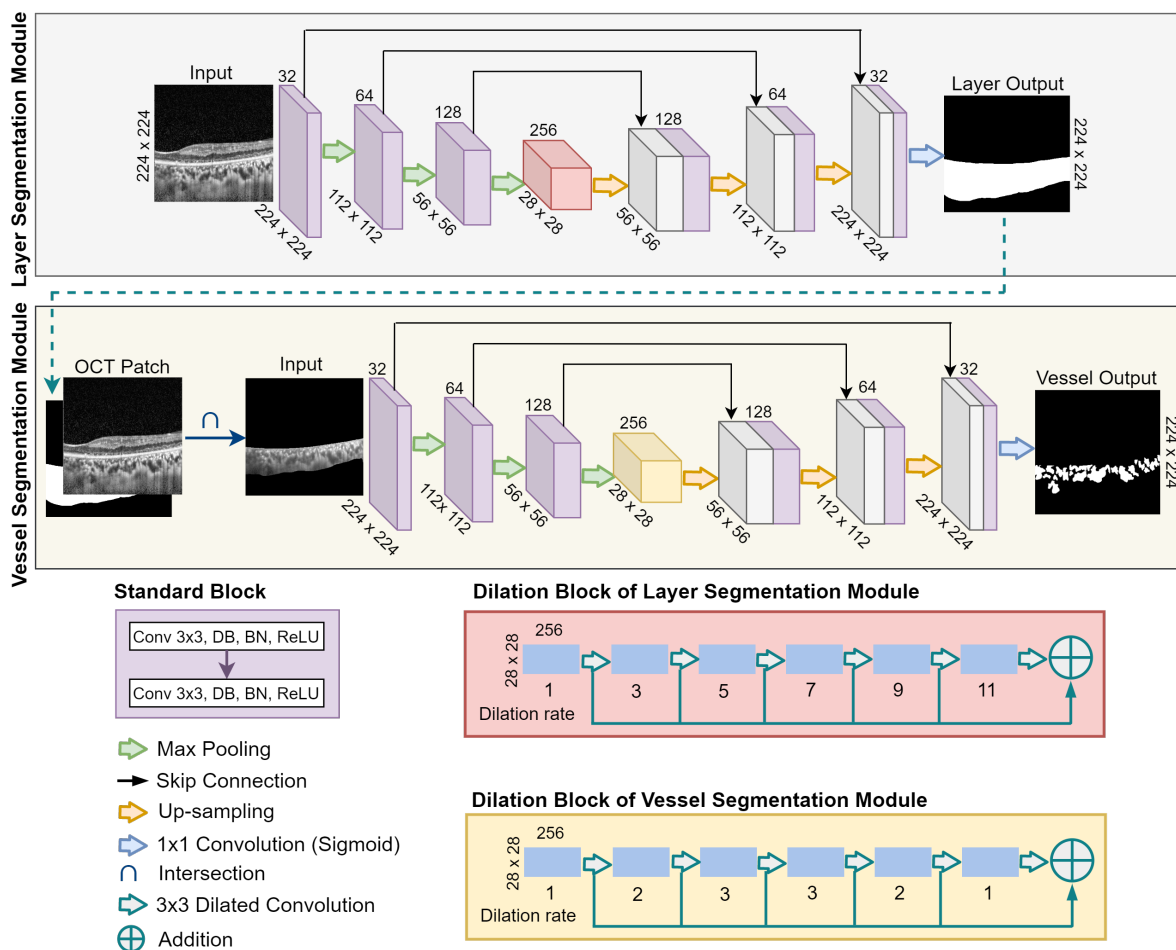 Layer Segmentation Module
Input
224 x 224
32
64
128
256
128
64
32
Layer Output
224 x 224
224 x 224
112 x 112
56 x 56
28 x 28
56 x 56
112 x 112
224 x 224
Vessel Segmentation Module
OCT Patch
∩
Input
32
64
128
256
128
64
32
Vessel Output
224 x 224
224 x 224
112x 112
56 x 56
28 x 28
56 x 56
112 x 112
224 x 224
Standard Block
Conv 3x3, DB, BN, ReLU
Conv 3x3, DB, BN, ReLU
Max Pooling
Skip Connection
Up-sampling
1x1 Convolution (Sigmoid)
∩ Intersection
3x3 Dilated Convolution
Addition
Dilation Block of Layer Segmentation Module
256
28 x 28
1 3 5 7 9 11
Dilation rate
Dilation Block of Vessel Segmentation Module
256
28 x 28
1 2 3 3 2 1
Dilation rate